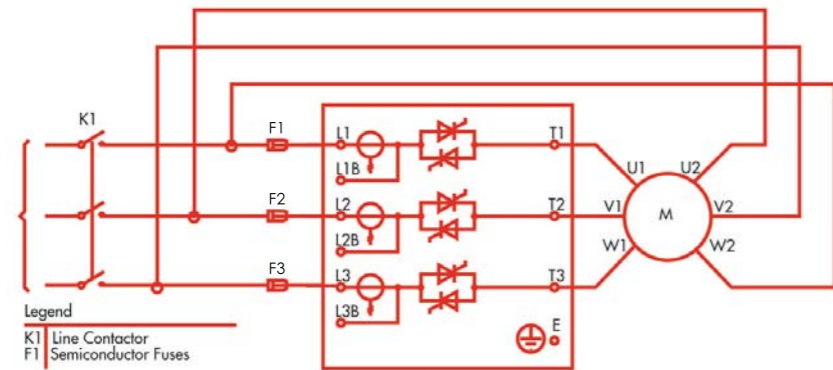 K1
F1
L1
T1
L1B
U1
U2
F2
L2
T2
V1
M
V2
L2B
W1
W2
F3
L3
T3
L3B
E
Legend
K1 Line Contactor
F1 Semiconductor Fuses